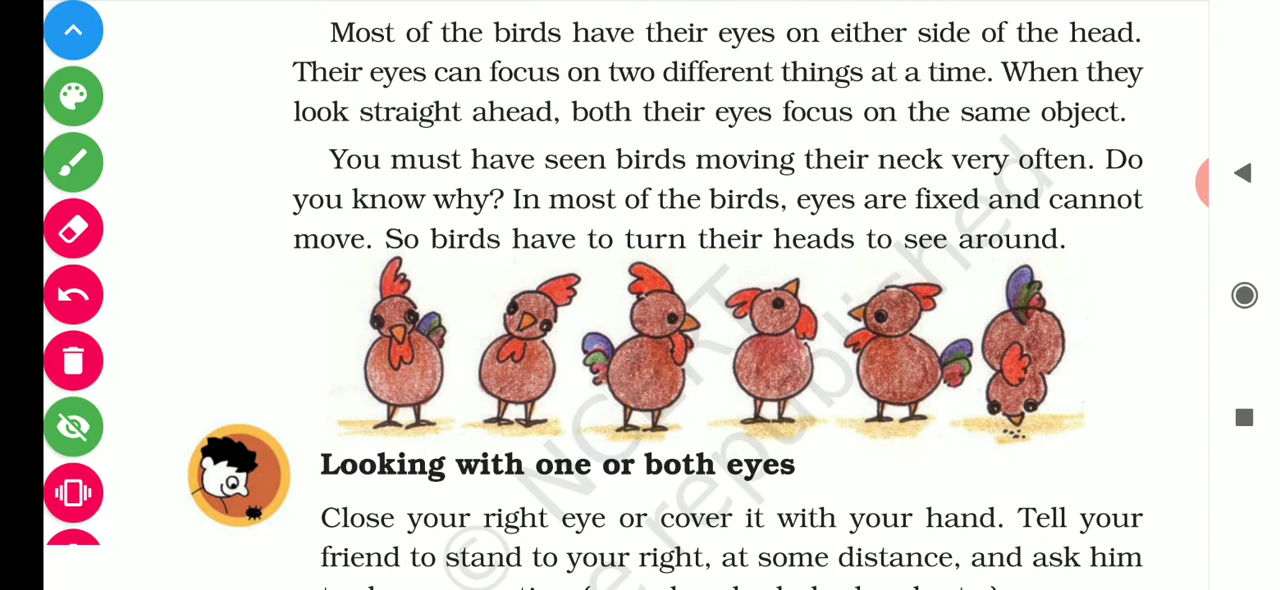 Most of the birds have their eyes on either side of the head.
Their eyes can focus on two different things at a time. When they
look straight ahead, both their eyes focus on the same object.
You must have seen birds moving their neck very often. Do
you know why? In most of the birds, eyes are fixed and cannot
move. So birds have to turn their heads to see around.
Looking with one or both eyes
Close your right eye or cover it with your hand. Tell your
friend to stand to your right, at some distance, and ask him
© NCERT
republished